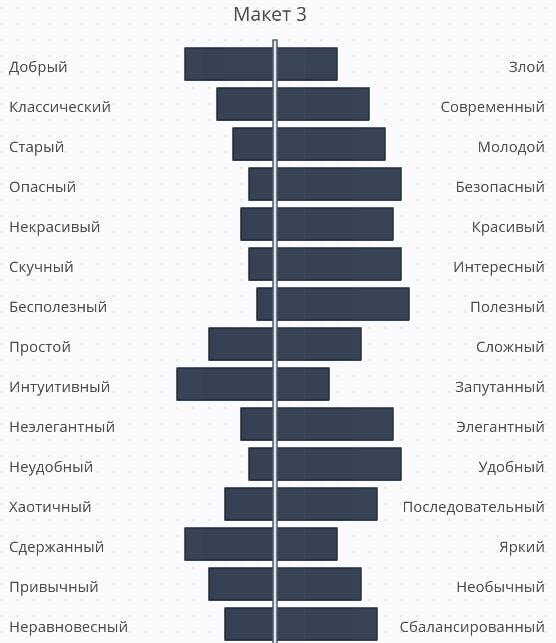 Макет 3
Добрый Злой
Классический Современный
Старый Молодой
Опасный Безопасный
Некрасивый Красивый
Скучный Интересный
Бесполезный Полезный
Простой Сложный
Интуитивный Запутанный
Неэлегантный Элегантный
Неудобный Удобный
Хаотичный Последовательный
Сдержанный Яркий
Привычный Необычный
Неравновесный Сбалансированный